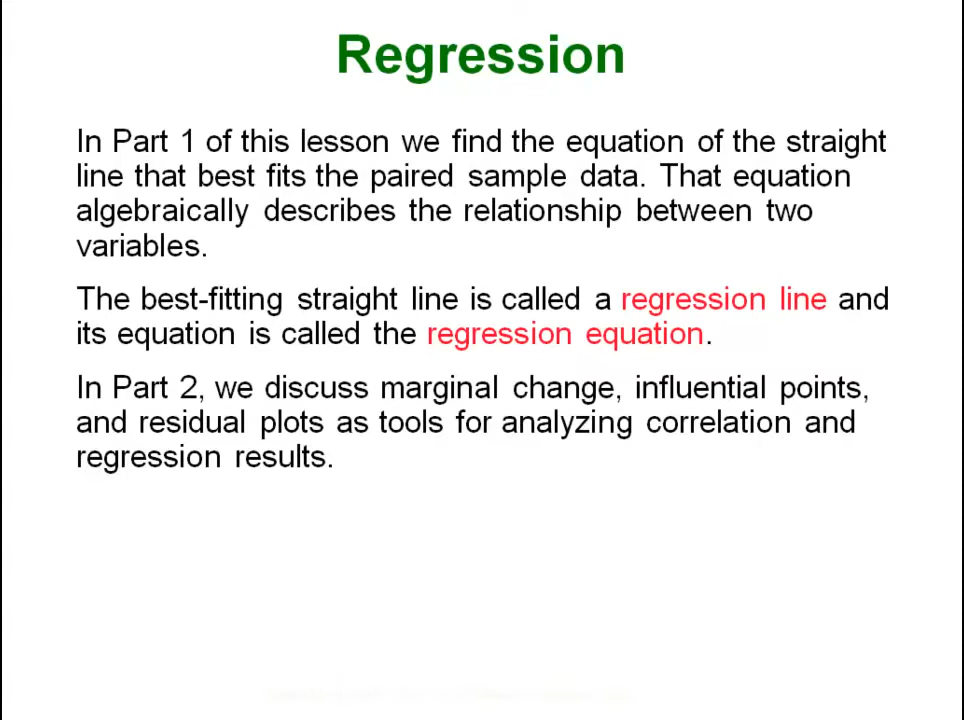 Regression
In Part 1 of this lesson we find the equation of the straight
line that best fits the paired sample data. That equation
algebraically describes the relationship between two
variables.
The best-fitting straight line is called a regression line and
its equation is called the regression equation.
In Part 2, we discuss marginal change, influential points,
and residual plots as tools for analyzing correlation and
regression results.